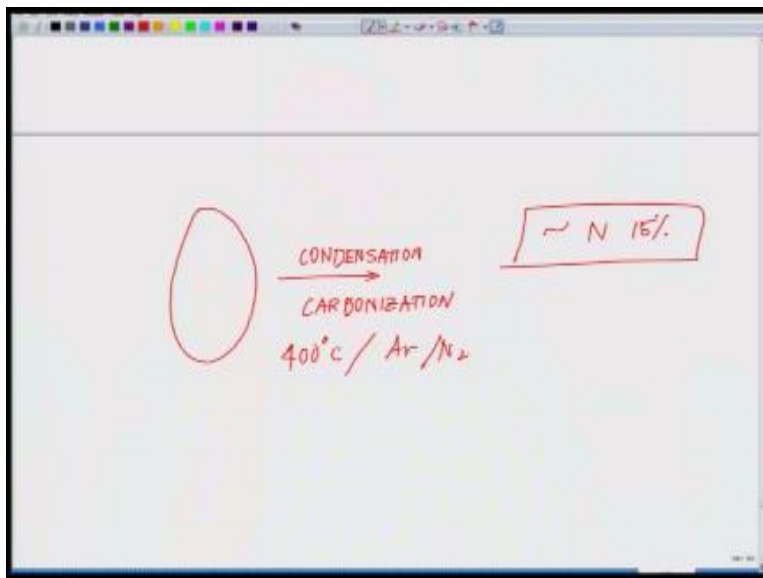 CONDENSATION
CARBONIZATION
400°C / Ar / N₂
~ N 15%